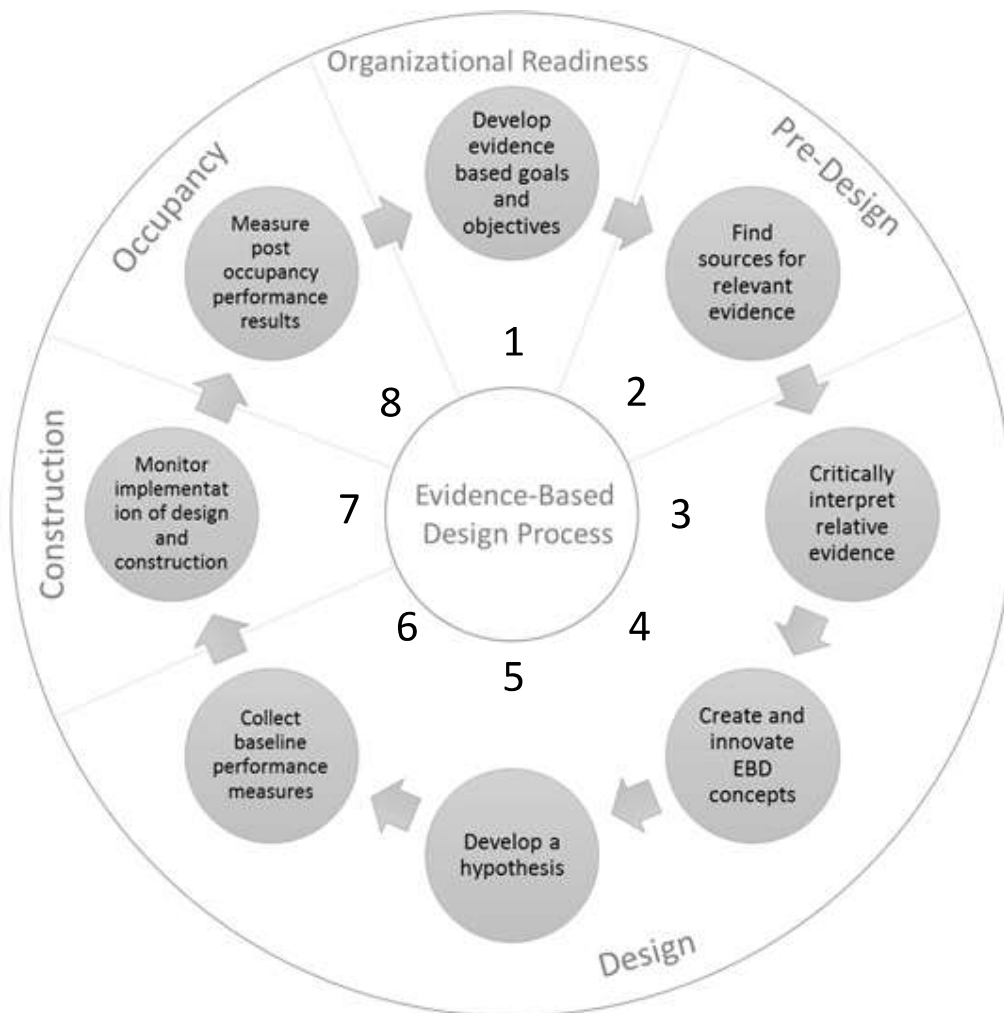 Organizational Readiness
Develop
evidence
based goals
and
objectives
1
Pre-Design
Find
sources for
relevant
evidence
2
Critically
interpret
relative
evidence
3
Create and
innovate
EBD
concepts
4
Design
Develop a
hypothesis
5
Collect
baseline
performance
measures
6
Construction
Monitor
implementat
ion of design
and
construction
7
Occupancy
Measure
post
occupancy
performance
results
8
Evidence-Based
Design Process